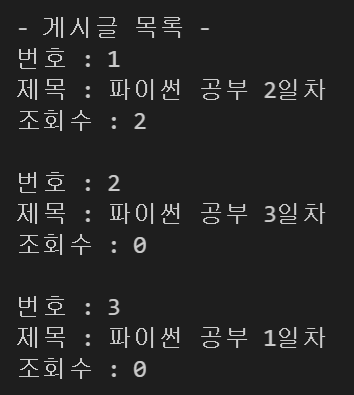 - 게시글 목록 -
번호 : 1
제목 : 파이썬 공부 2일차
조회수 : 2
번호 : 2
제목 : 파이썬 공부 3일차
조회수 : 0
번호 : 3
제목 : 파이썬 공부 1일차
조회수 : 0